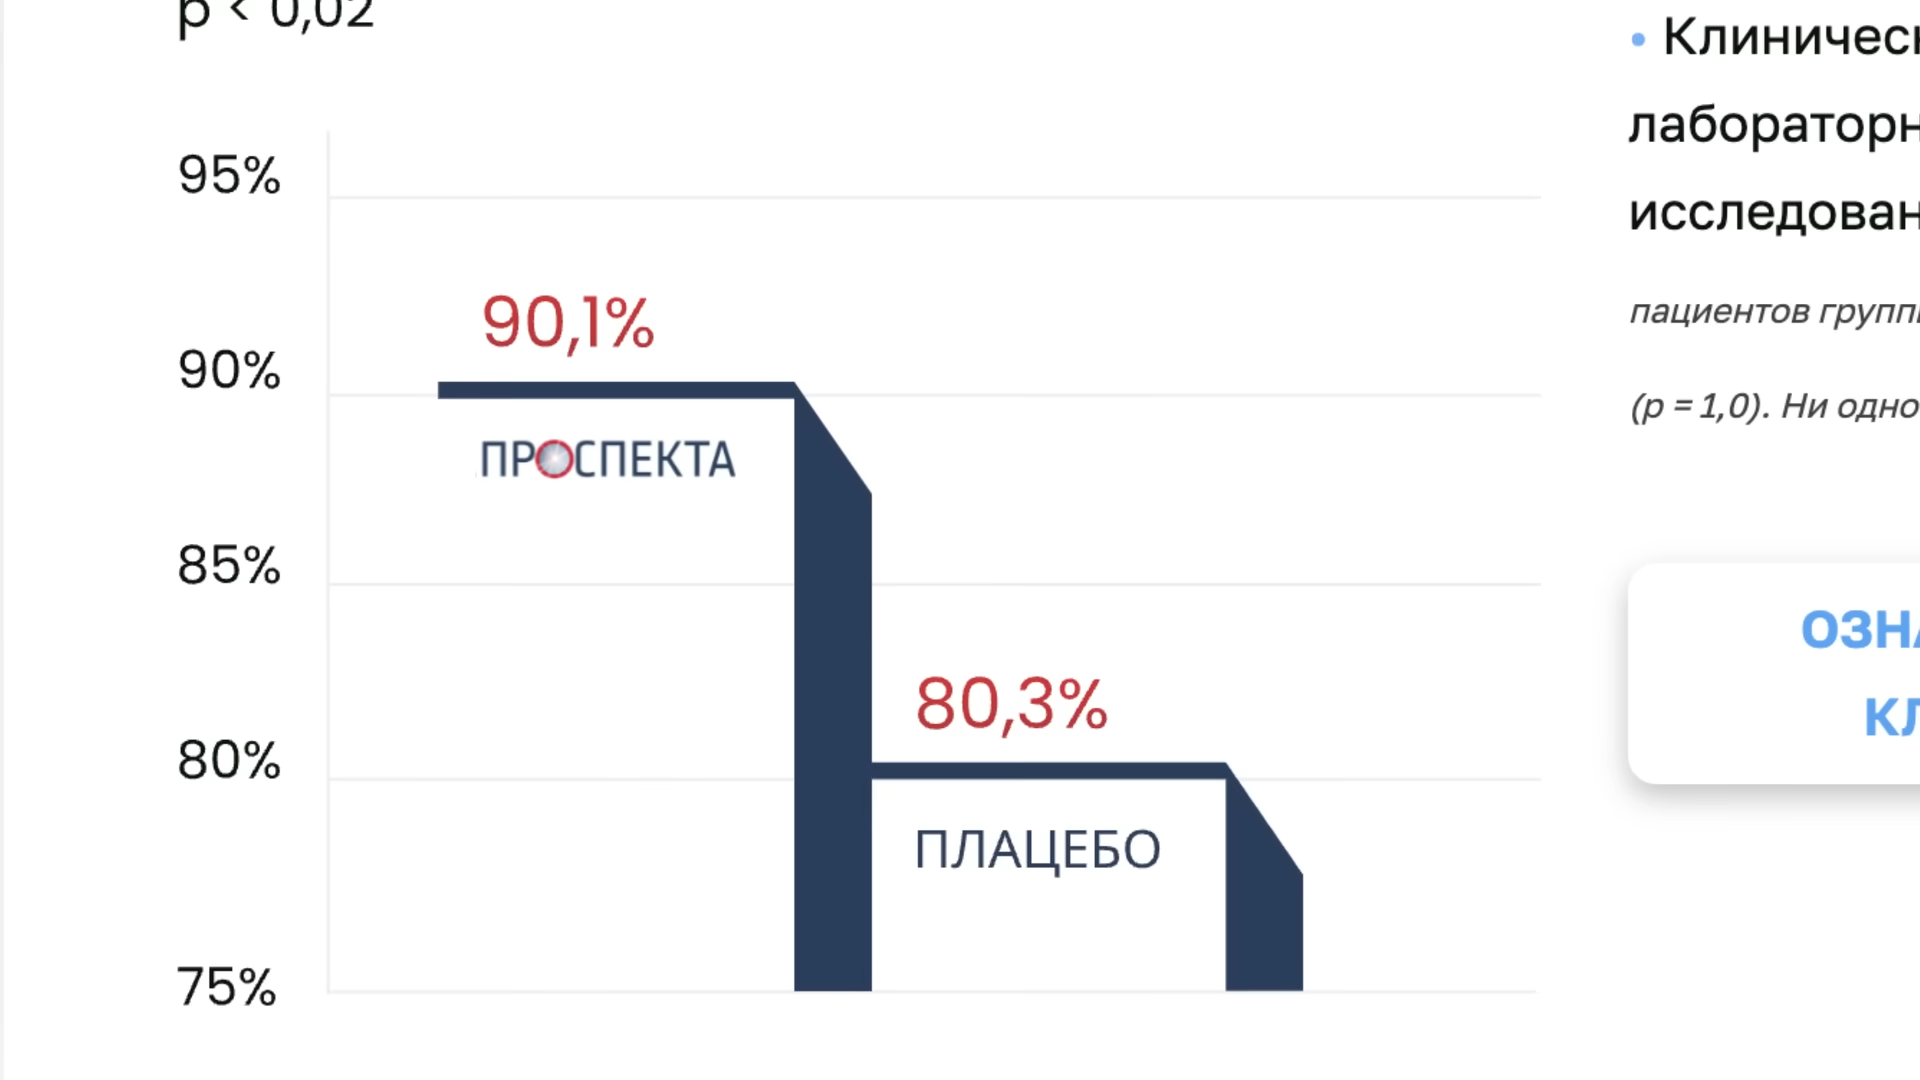 p < 0,02
95%
90,1%
90%
ПРОСПЕКТА
85%
80,3%
80%
ПЛАЦЕБО
75%
• Клиническ
лабораторн
исследован
пациентов групп
(p = 1,0). Ни одно
ОЗНА
КЛ